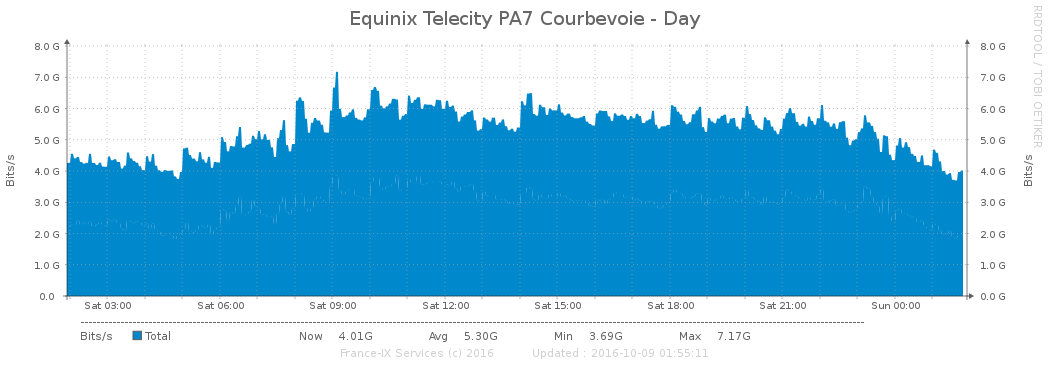 Equinix Telecity PA7 Courbevoie - Day
RRDTOOL / TOBI OETIKER
Bits/s
8.0 G 8.0 G
7.0 G 7.0 G
6.0 G 6.0 G
5.0 G 5.0 G
4.0 G 4.0 G
3.0 G 3.0 G
2.0 G 2.0 G
1.0 G 1.0 G
0.0 0.0 G
Bits/s
Sat 03:00 Sat 06:00 Sat 09:00 Sat 12:00 Sat 15:00 Sat 18:00 Sat 21:00 Sun 00:00
Bits/s Total Now 4.01G Avg 5.30G Min 3.69G Max 7.17G
France-IX Services (c) 2016 Updated : 2016-10-09 01:55:11